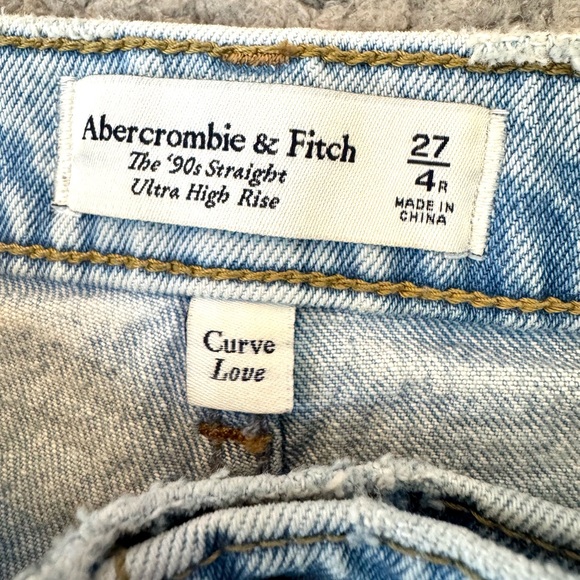 Abercrombie & Fitch
The '90s Straight
Ultra High Rise
27
4R
MADE IN
CHINA
Curve
Love